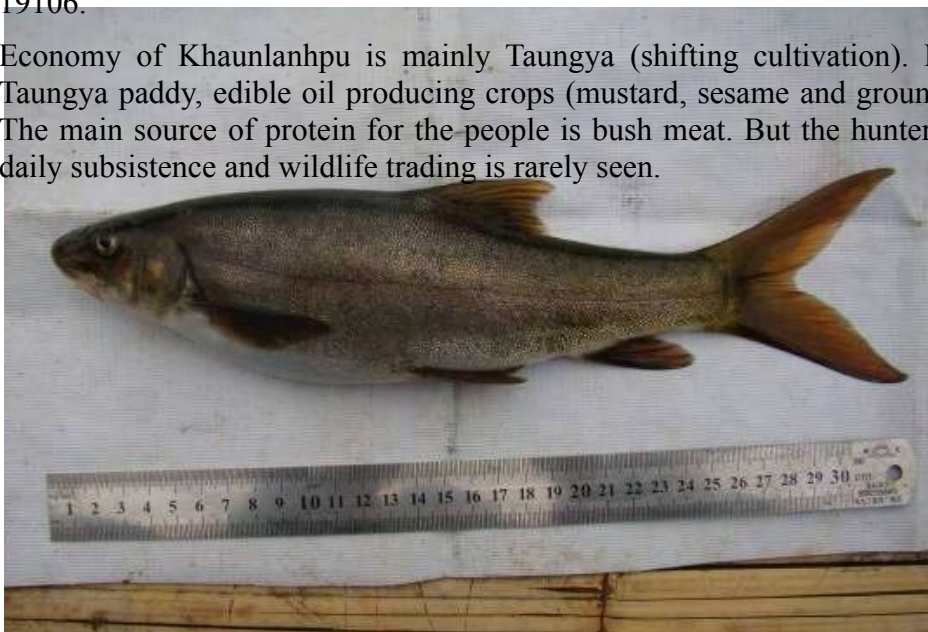 19106.
Economy of Khaunlanhpu is mainly Taungya (shifting cultivation).
Taungya paddy, edible oil producing crops (mustard, sesame and groun
The main source of protein for the people is bush meat. But the hunter
daily subsistence and wildlife trading is rarely seen.
1 2 3 4 5 6 7 8 9 10 11 12 13 14 15 16 17 18 19 20 21 22 23 24 25 26 27 28 29 30 cm